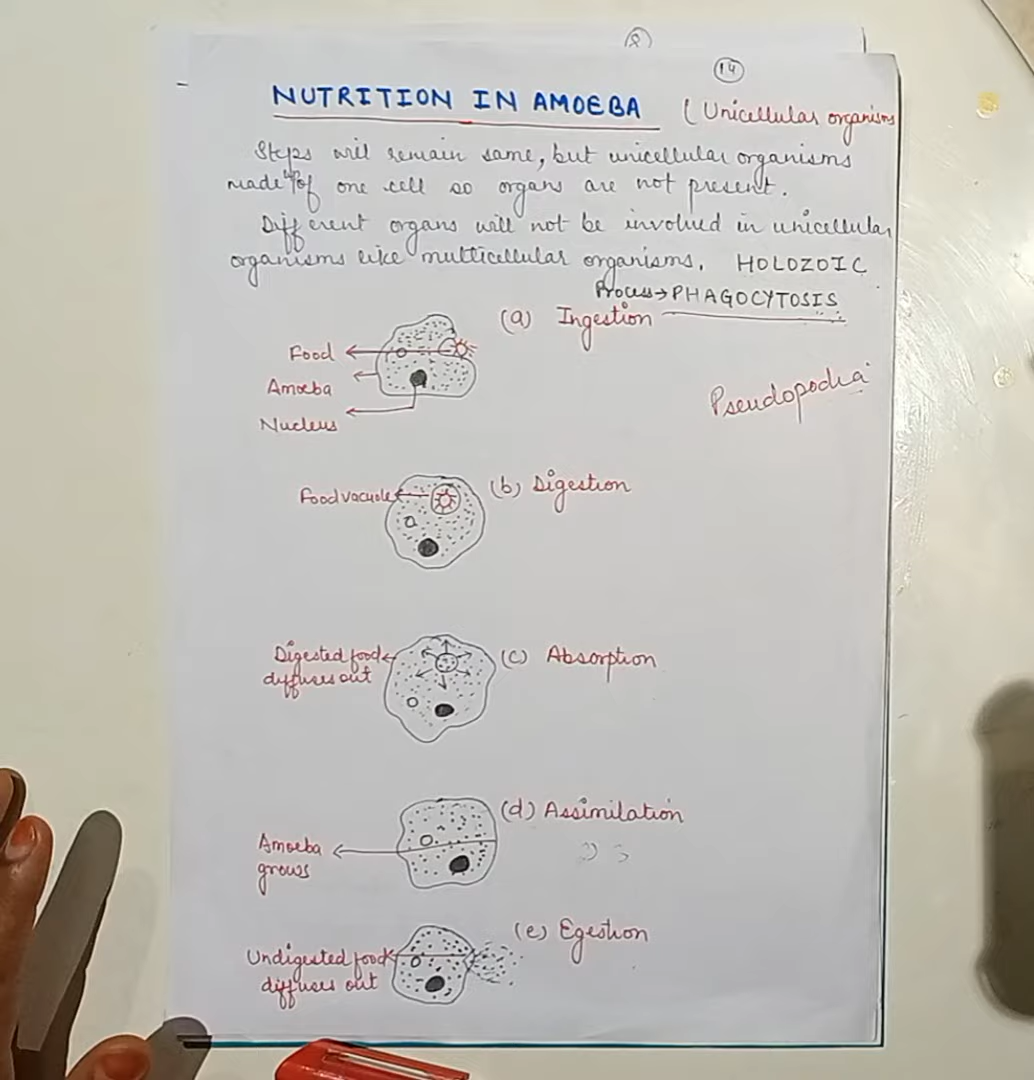 8
14
NUTRITION IN AMOEBA (Unicellular organisms
Steps will remain same, but unicellular organisms
made up of one cell so organs are not present.
Different organs will not be involved in unicellular
organisms like multicellular organisms. HOLOZOIC
Process → PHAGOCYTOSIS
(a) Ingestion
Food
Amoeba
Nucleus
Pseudopodia
Food vacuole
(b) Digestion
Digested food
diffuses out
(c) Absorption
(d) Assimilation
Amoeba
grows
(e) Egestion
Undigested food
diffuses out